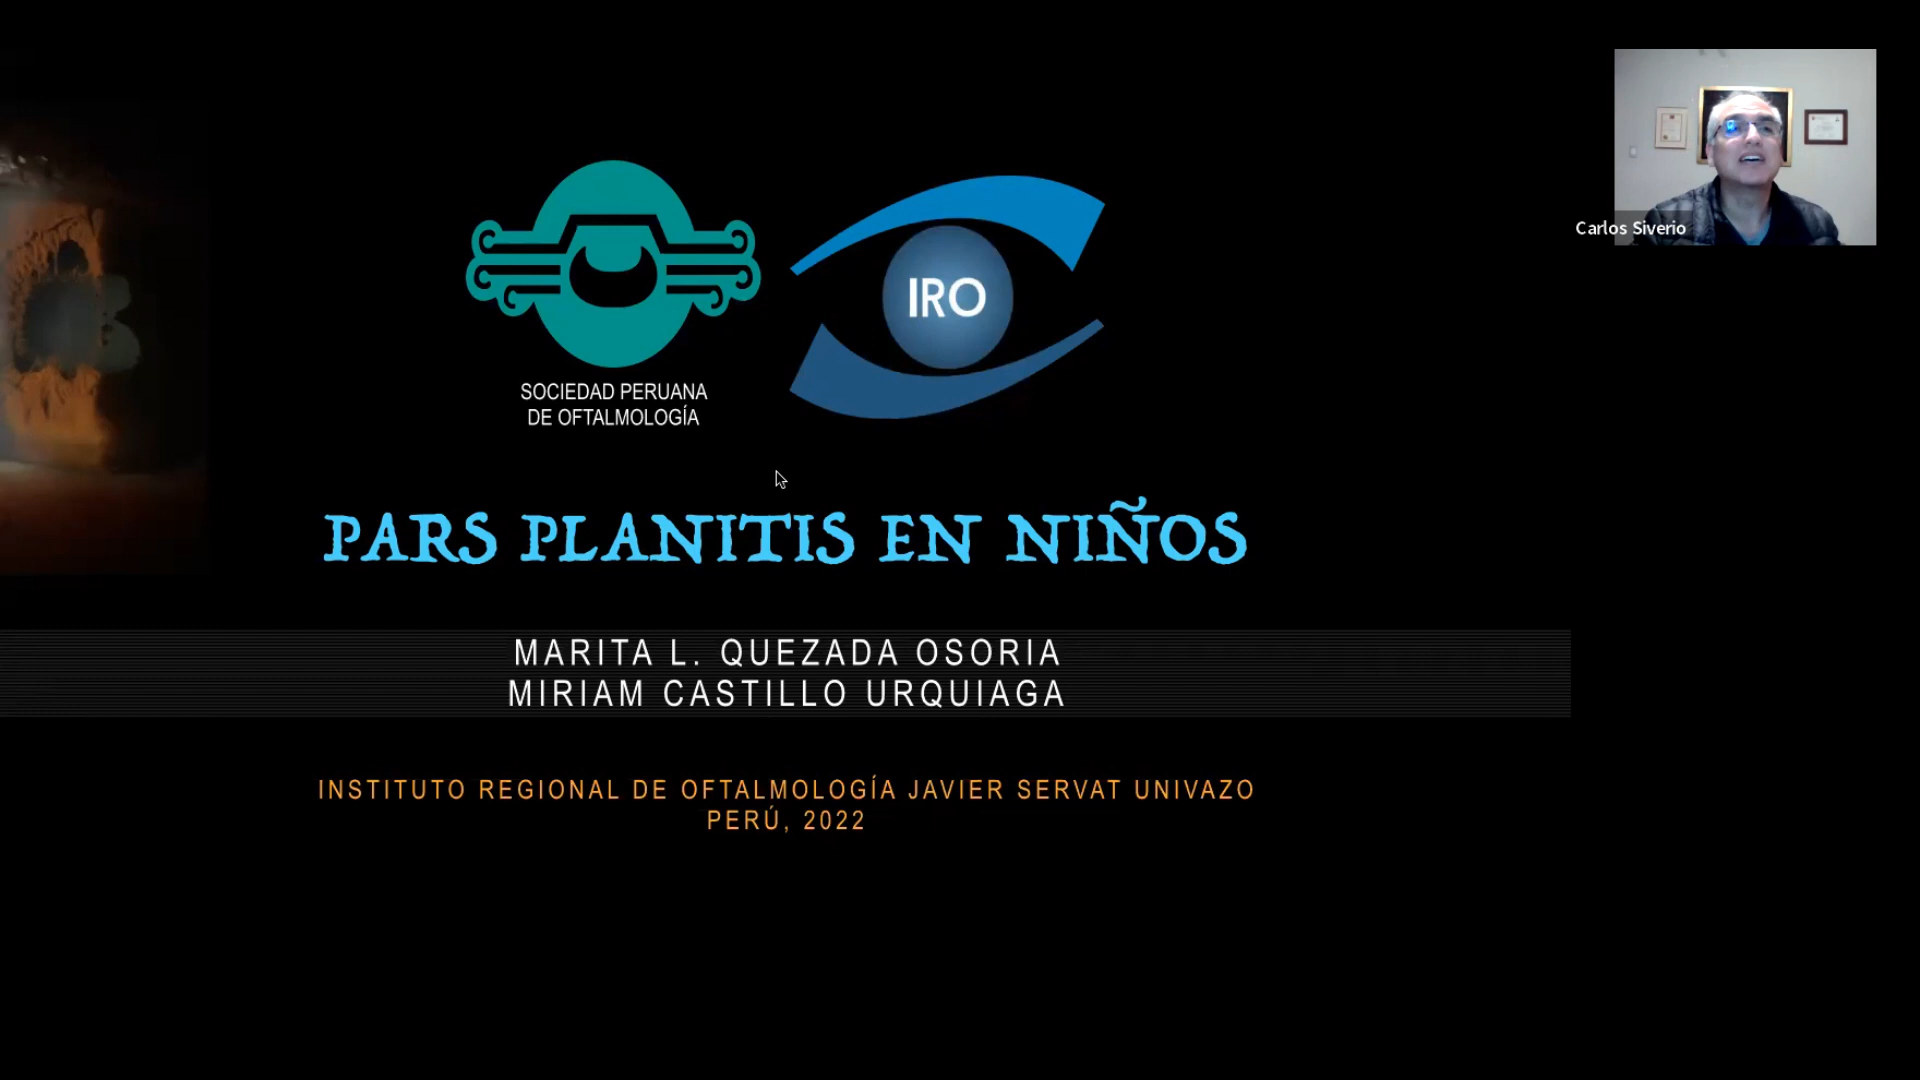 SOCIEDAD PERUANA
DE OFTALMOLOGÍA
IRO
PARS PLANITIS EN NIÑOS
MARITA L. QUEZADA OSORIA
MIRIAM CASTILLO URQUIAGA
INSTITUTO REGIONAL DE OFTALMOLOGÍA JAVIER SERVAT UNIVAZO
PERÚ, 2022
Carlos Siverio